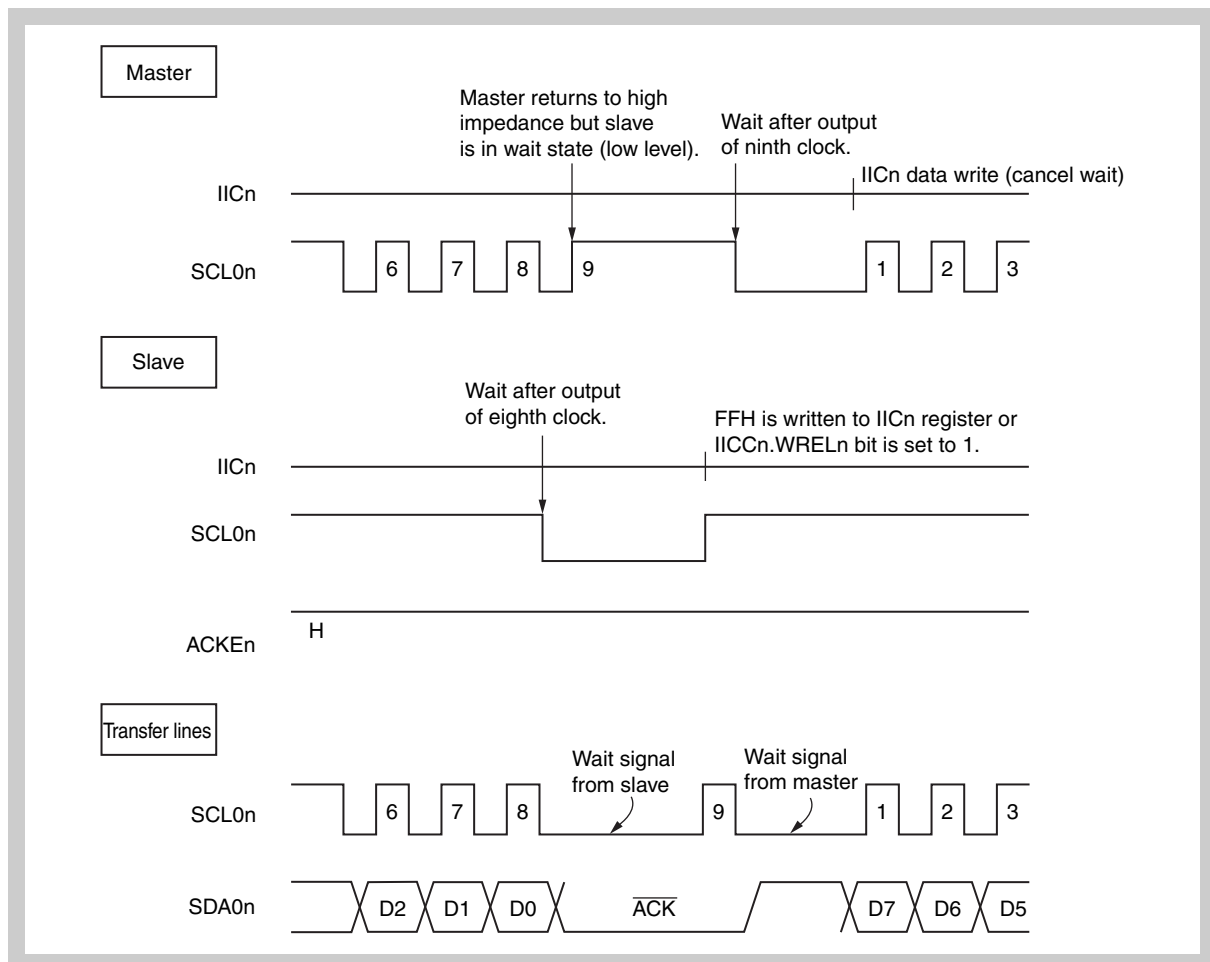 Master
Master returns to high
impedance but slave
is in wait state (low level).
Wait after output
of ninth clock.
IICn data write (cancel wait)
IICn
SCL0n
6 7 8 9 1 2 3
Slave
Wait after output
of eighth clock.
FFH is written to IICn register or
IICCn.WRELn bit is set to 1.
IICn
SCL0n
H
ACKEn
Transfer lines
Wait signal
from slave
Wait signal
from master
SCL0n
6 7 8 9 1 2 3
SDA0n
D2 D1 D0 ACK D7 D6 D5